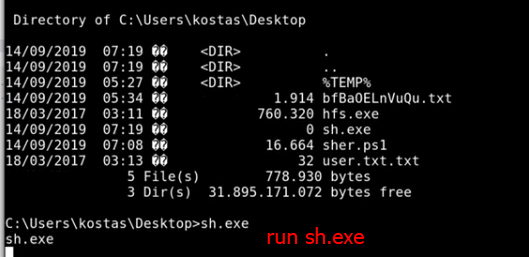 Directory of C:\Users\kostas\Desktop
14/09/2019 07:19 �� <DIR> .
14/09/2019 07:19 �� <DIR> ..
14/09/2019 05:27 �� <DIR> %TEMP%
14/09/2019 05:34 �� 1.914 bfBaOELnVuQu.txt
18/03/2017 03:11 �� 760.320 hfs.exe
14/09/2019 07:19 �� 0 sh.exe
14/09/2019 07:08 �� 16.664 sher.ps1
18/03/2017 03:13 �� 32 user.txt.txt
5 File(s) 778.930 bytes
3 Dir(s) 31.895.171.072 bytes free
C:\Users\kostas\Desktop>sh.exe
sh.exe run sh.exe